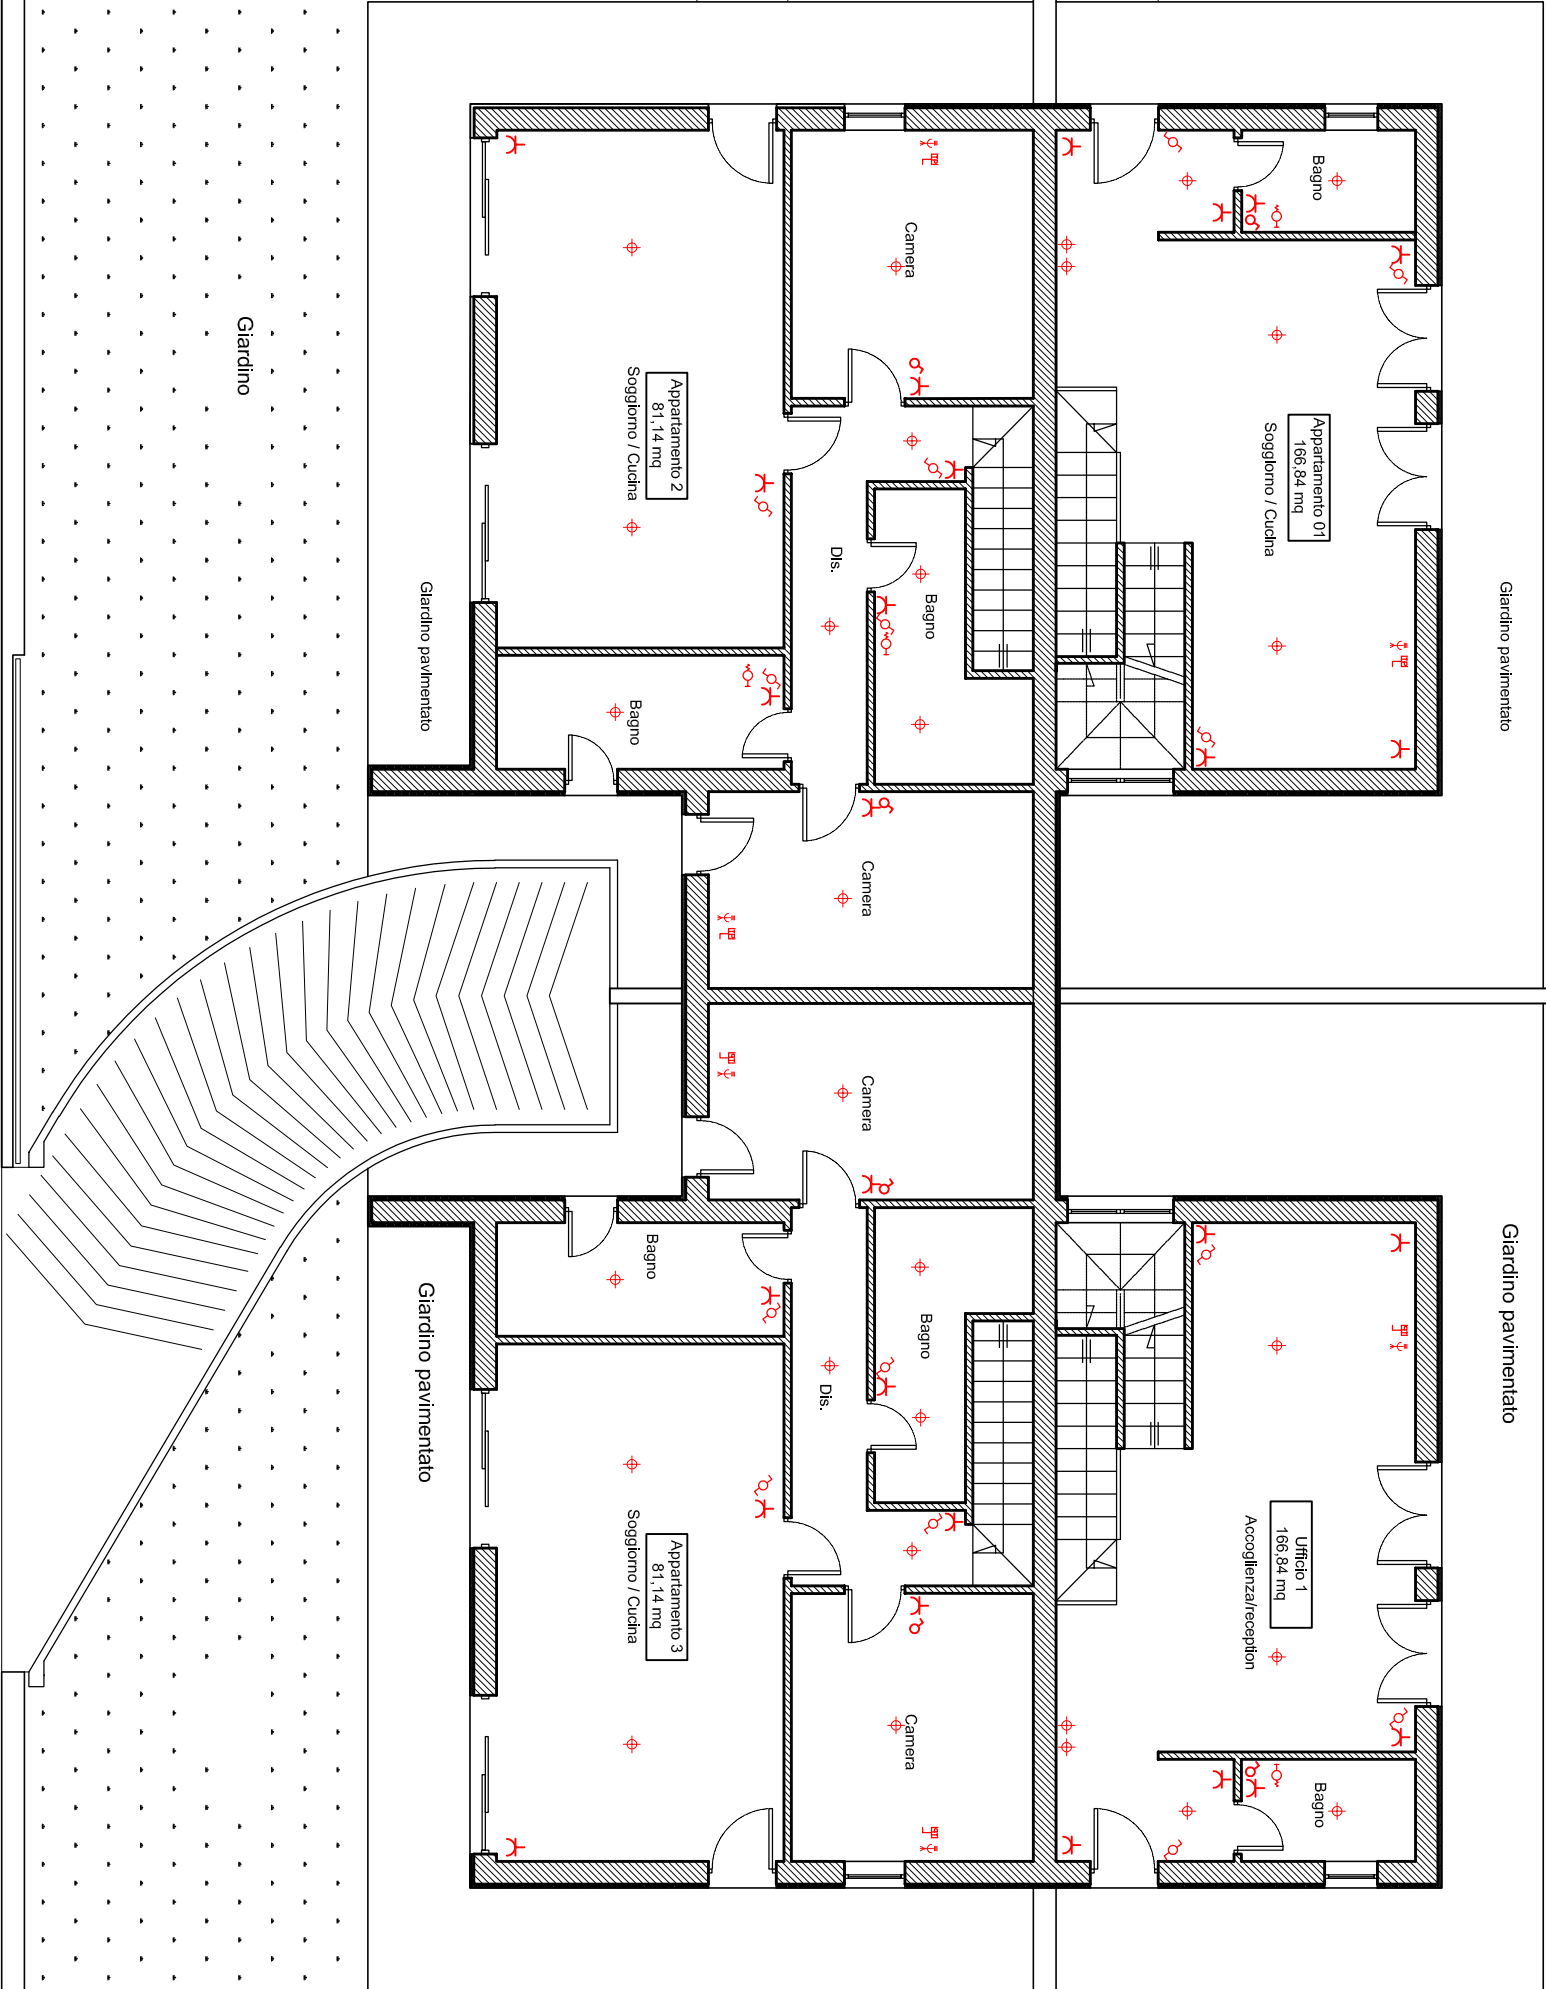 Giardino pavimentato
Giardino pavimentato
Bagno
Appartamento 01
166,84 mq
Soggiorno / Cucina
Ufficio 1
166,84 mq
Accoglienza/reception
Bagno
Camera
Bagno
Camera
Camera
Bagno
Camera
Dis.
Dis.
Appartamento 2
81,14 mq
Soggiorno / Cucina
Bagno
Bagno
Appartamento 3
81,14 mq
Soggiorno / Cucina
Giardino pavimentato
Giardino pavimentato
Giardino